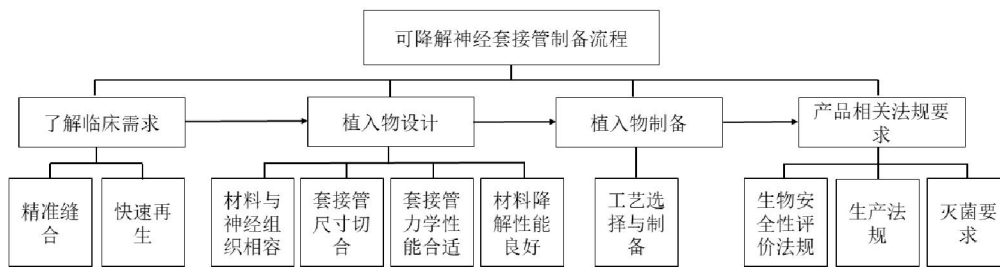 可降解神经套接管制备流程
了解临床需求
植入物设计
植入物制备
产品相关法规要
求
精准缝
合
快速再
生
材料与
神经组
织相容
套接管
尺寸切
合
套接管
力学性
能合适
材料降
解性能
良好
工艺选
择与制
备
生物安
全性评
价法规
生产法
规
灭菌要
求